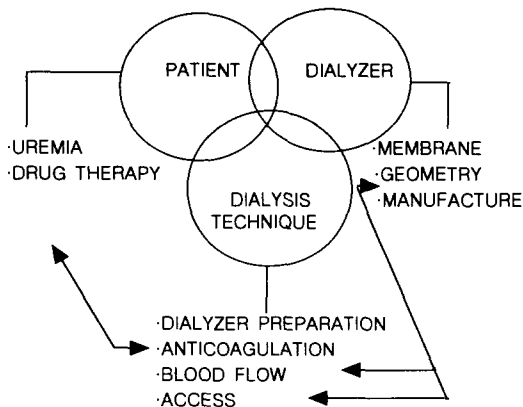 PATIENT
DIALYZER
·UREMIA
·DRUG THERAPY
·MEMBRANE
·GEOMETRY
·MANUFACTURE
DIALYSIS
TECHNIQUE
·DIALYZER PREPARATION
·ANTICOAGULATION
·BLOOD FLOW
·ACCESS